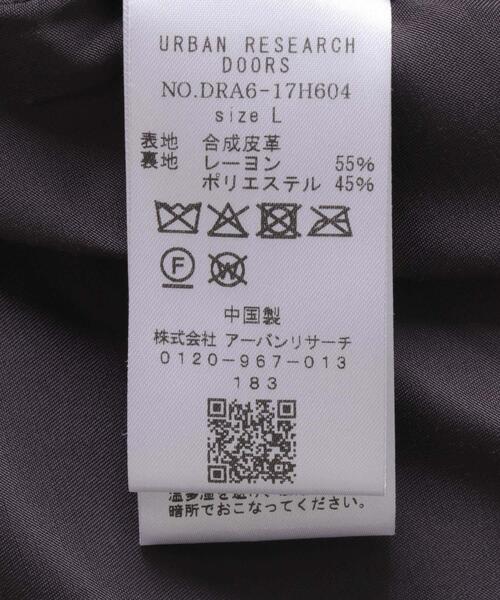 URBAN RESEARCH
DOORS
NO.DRA6-17H604
size L
表地 合成皮革
裏地 レーヨン 55%
ポリエステル 45%
F W
中国製
株式会社 アーバンリサーチ
0120-967-013
183
暗所でおこなってください。